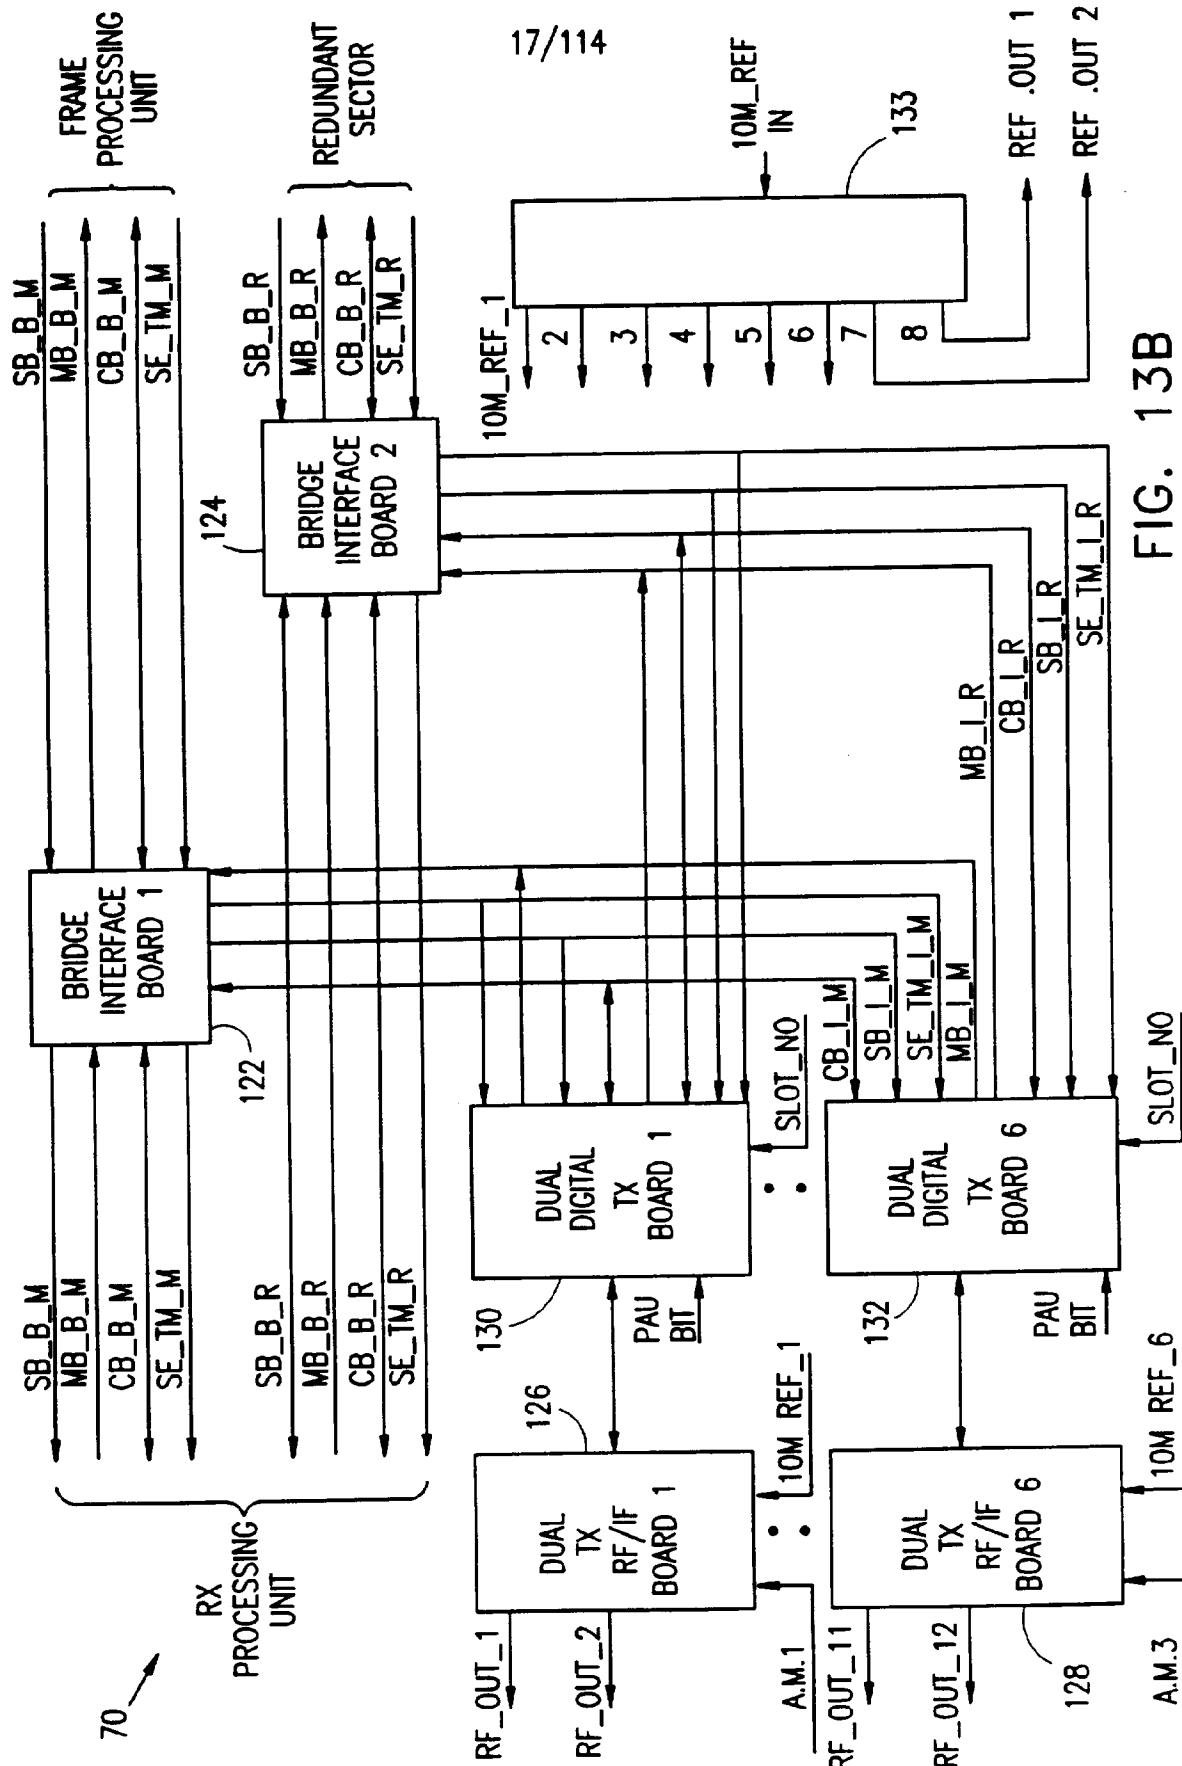 17/114
70
RX
PROCESSING
UNIT
SB_B_M
MB_B_M
CB_B_M
SE_TM_M
BRIDGE
INTERFACE
BOARD 1
122
SB_B_M
MB_B_M
CB_B_M
SE_TM_M
FRAME
PROCESSING
UNIT
SB_B_R
MB_B_R
CB_B_R
SE_TM_R
BRIDGE
INTERFACE
BOARD 2
124
SB_B_R
MB_B_R
CB_B_R
SE_TM_R
REDUNDANT
SECTOR
RF_OUT_1
RF_OUT_2
DUAL
TX
RF/IF
BOARD 1
126
A.M.1
10M REF_1
DUAL
DIGITAL
TX
BOARD 1
130
PAU
BIT
SLOT_NO
CB_I_M
SB_I_M
SE_TM_I_M
MB_I_M
MB_I_R
CB_I_R
SB_I_R
SE_TM_I_R
RF_OUT_11
RF_OUT_12
DUAL
TX
RF/IF
BOARD 6
128
A.M.3
10M REF_6
DUAL
DIGITAL
TX
BOARD 6
132
PAU
BIT
SLOT_NO
10M_REF_1
2
3
4
5
6
7
8
10M_REF
IN
133
REF .OUT 1
REF .OUT 2
FIG. 13B